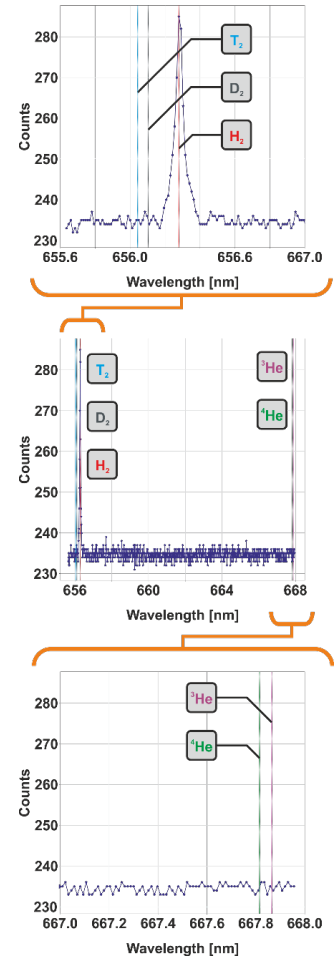 280
270
260
250
240
230
Counts
T2
D2
H2
655.6 656.0 656.6 667.0
Wavelength [nm]
280
270
260
250
240
230
Counts
T2
D2
H2
³He
⁴He
656 660 664 668
Wavelength [nm]
280
270
260
250
240
230
Counts
³He
⁴He
667.0 667.2 667.4 667.6 667.8 668.0
Wavelength [nm]